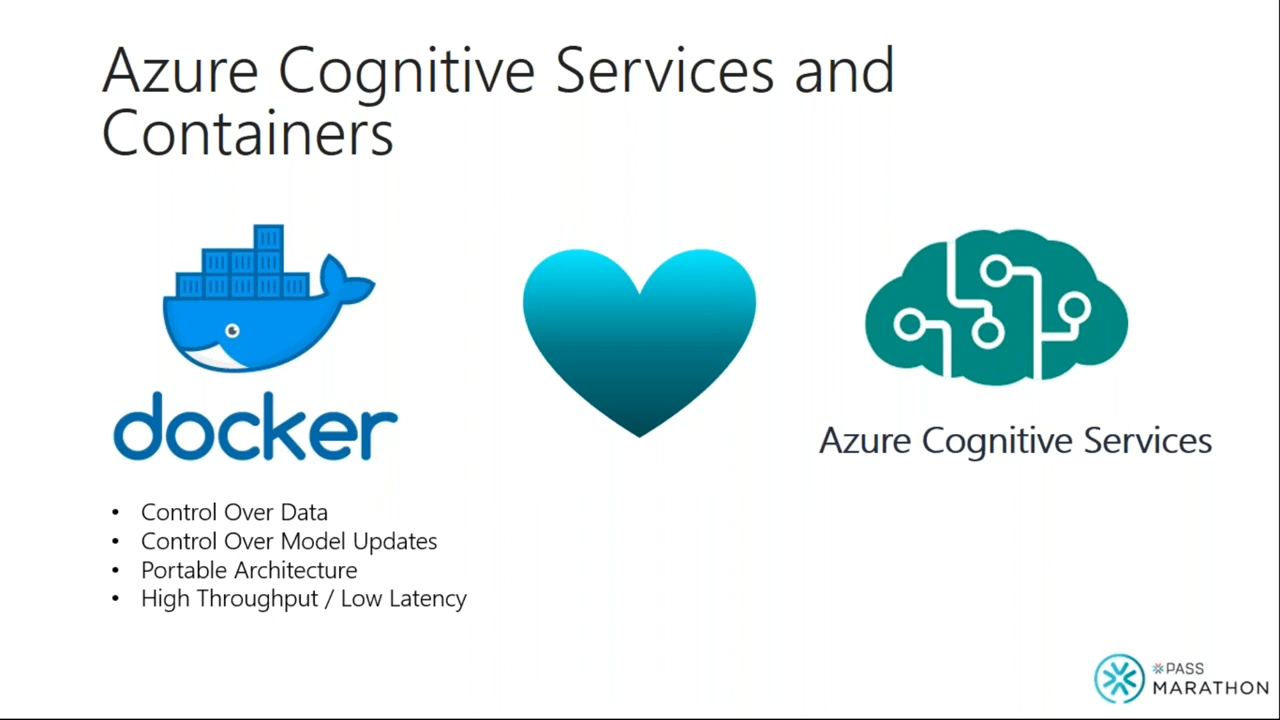 Azure Cognitive Services and
Containers
docker
Azure Cognitive Services
• Control Over Data
• Control Over Model Updates
• Portable Architecture
• High Throughput / Low Latency
PASS
MARATHON